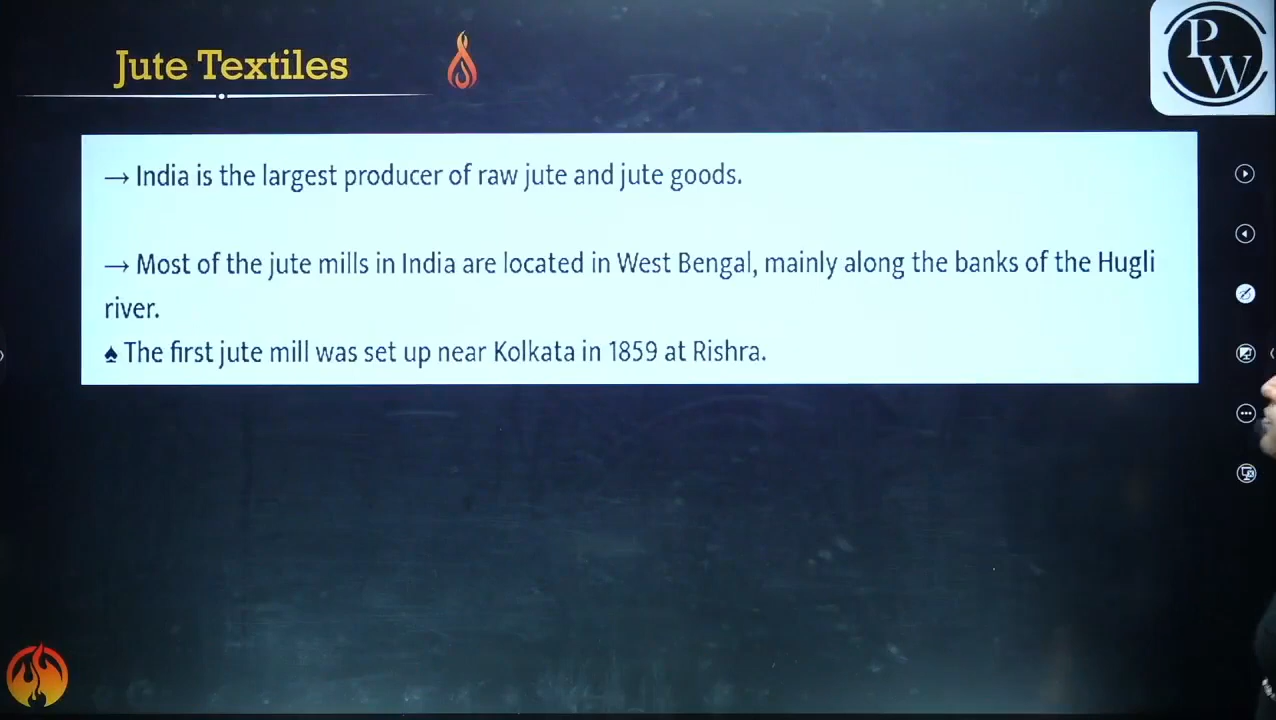 Jute Textiles
PW
→ India is the largest producer of raw jute and jute goods.
→ Most of the jute mills in India are located in West Bengal, mainly along the banks of the Hugli
river.
♠ The first jute mill was set up near Kolkata in 1859 at Rishra.